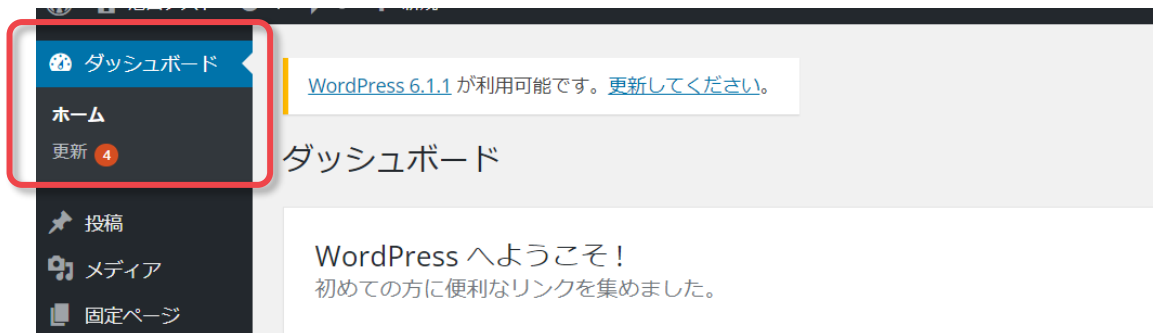 ダッシュボード
ホーム
更新 4
投稿
メディア
固定ページ
WordPress 6.1.1 が利用可能です。更新してください。
ダッシュボード
WordPress へようこそ !
初めての方に便利なリンクを集めました。